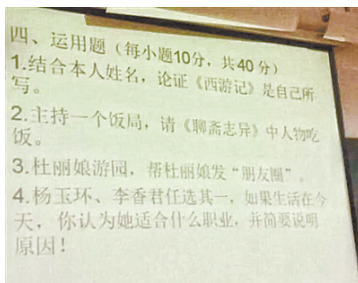 四、运用题（每小题10分，共40分）
1.结合本人姓名，论证《西游记》是自己所
写。
2.主持一个饭局，请《聊斋志异》中人物吃
饭。
3.杜丽娘游园，帮杜丽娘发“朋友圈”。
4.杨玉环、李香君任选其一，如果生活在今
天，你认为她适合什么职业，并简要说明
原因！